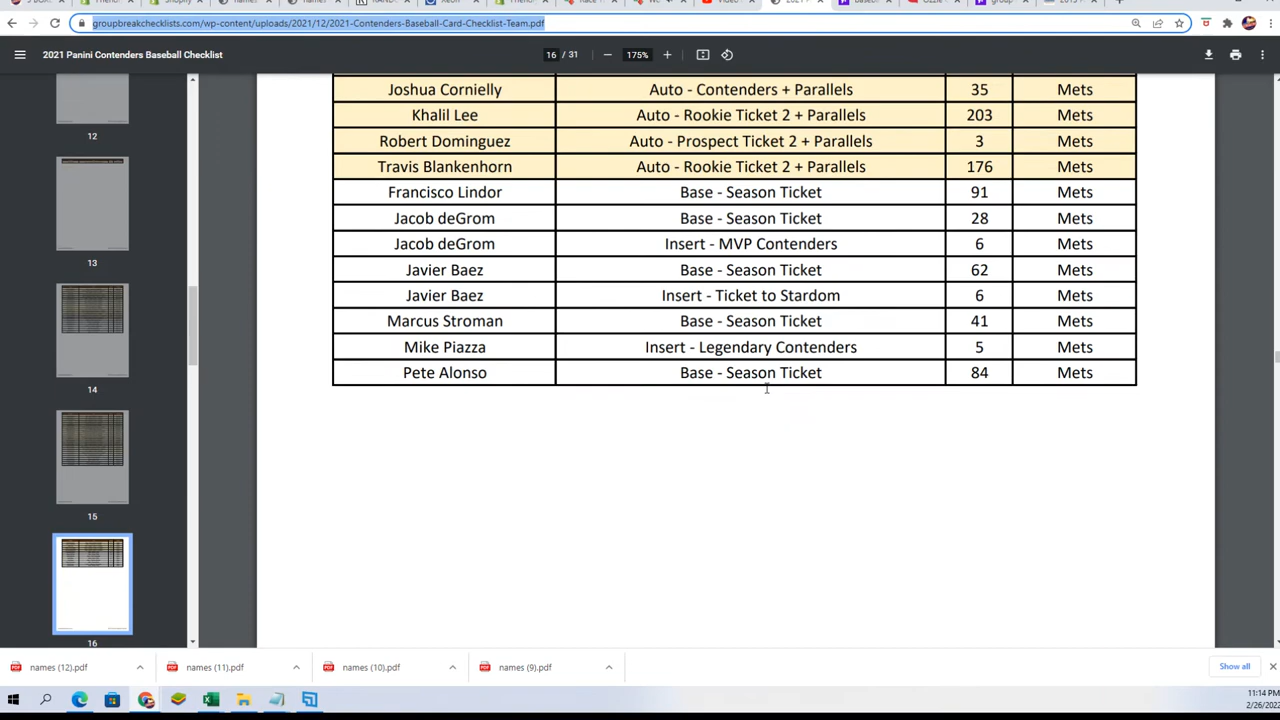 groupbreakchecklists.com/wp-content/uploads/2021/12/2021-Contenders-Baseball-Card-Checklist-Team.pdf
2021 Panini Contenders Baseball Checklist
16 / 31
175%
12
13
14
15
16
Joshua Cornielly Auto - Contenders + Parallels 35 Mets
Khalil Lee Auto - Rookie Ticket 2 + Parallels 203 Mets
Robert Dominguez Auto - Prospect Ticket 2 + Parallels 3 Mets
Travis Blankenhorn Auto - Rookie Ticket 2 + Parallels 176 Mets
Francisco Lindor Base - Season Ticket 91 Mets
Jacob deGrom Base - Season Ticket 28 Mets
Jacob deGrom Insert - MVP Contenders 6 Mets
Javier Baez Base - Season Ticket 62 Mets
Javier Baez Insert - Ticket to Stardom 6 Mets
Marcus Stroman Base - Season Ticket 41 Mets
Mike Piazza Insert - Legendary Contenders 5 Mets
Pete Alonso Base - Season Ticket 84 Mets
names (12).pdf
names (11).pdf
names (10).pdf
names (9).pdf
Show all
11:14 PM